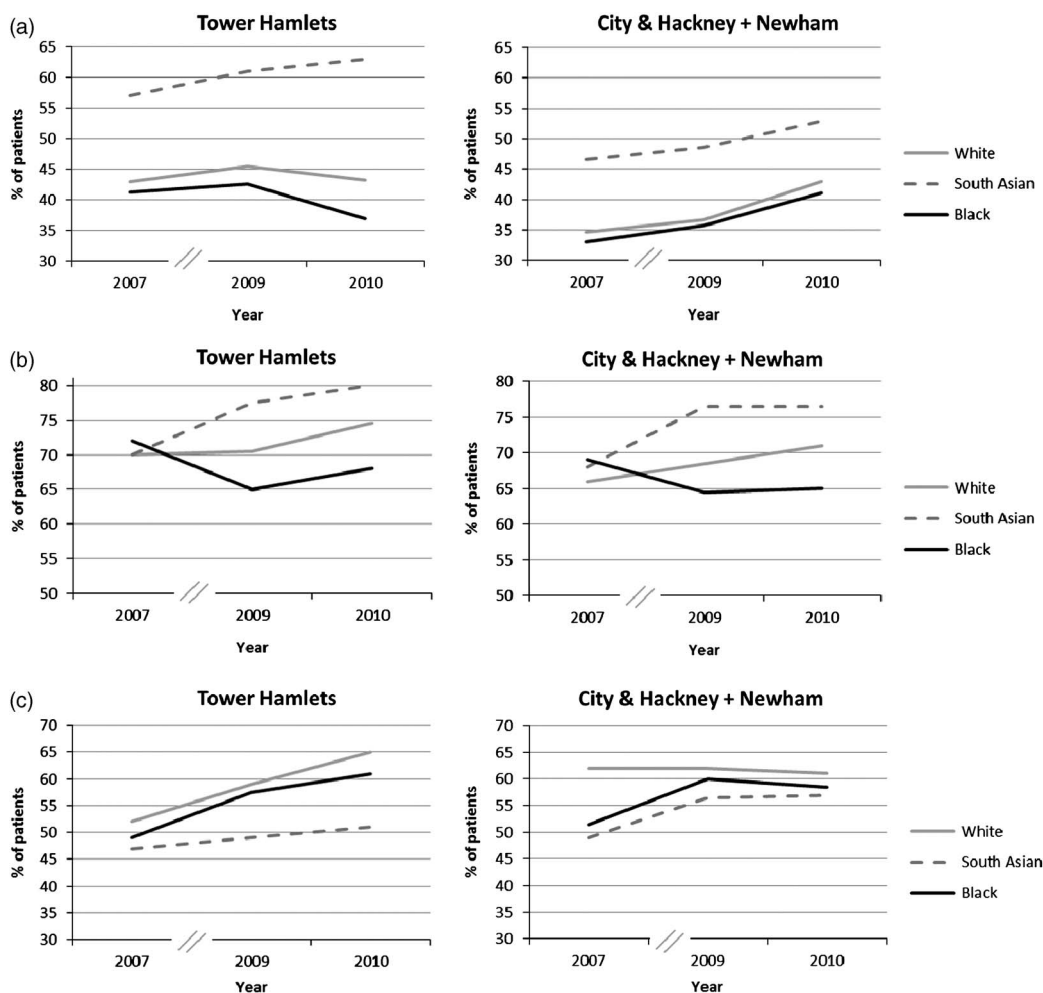 (a)
Tower Hamlets
65
60
55
50
45
40
35
30
% of patients
2007
2009
2010
Year
City & Hackney + Newham
65
60
55
50
45
40
35
30
% of patients
2007
2009
2010
Year
White
South Asian
Black
(b)
Tower Hamlets
80
75
70
65
60
55
50
% of patients
2007
2009
2010
Year
City & Hackney + Newham
80
75
70
65
60
55
50
% of patients
2007
2009
2010
Year
White
South Asian
Black
(c)
Tower Hamlets
70
65
60
55
50
45
40
35
30
% of patients
2007
2009
2010
Year
City & Hackney + Newham
70
65
60
55
50
45
40
35
30
% of patients
2007
2009
2010
Year
White
South Asian
Black